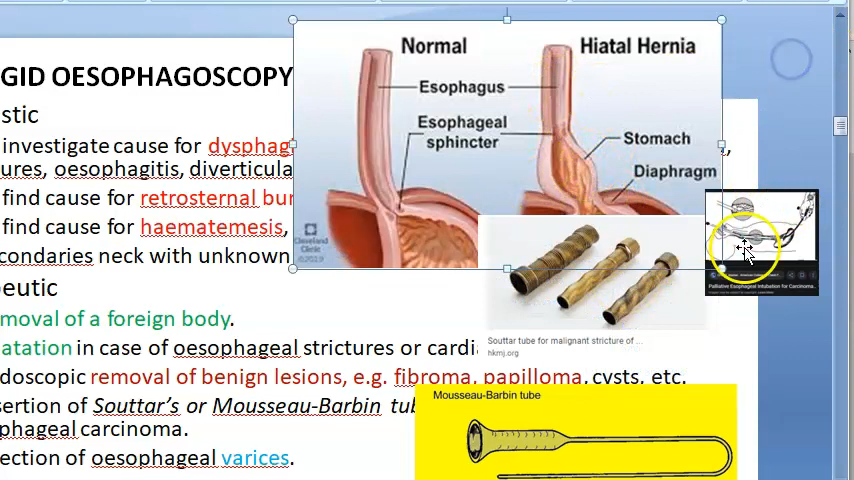 GID OESOPHAGOSCOPY
stic
investigate cause for dysphag
ures, oesophagitis, diverticula
find cause for retrosternal bur
find cause for haematemesis,
condaries neck with unknown
peutic
moval of a foreign body.
atation in case of oesophageal strictures or cardi
doscopic removal of benign lesions, e.g. fibroma, papilloma, cysts, etc.
sertion of Souttar's or Mousseau-Barbin tub
phageal carcinoma.
ection of oesophageal varices.
Normal
Hiatal Hernia
Esophagus
Esophageal
sphincter
Stomach
Diaphragm
Cleveland
Clinic
©2019
Palliative Esophageal Intubation for Carcinoma...
Souttar tube for malignant stricture of ...
hkmj.org
Mousseau-Barbin tube